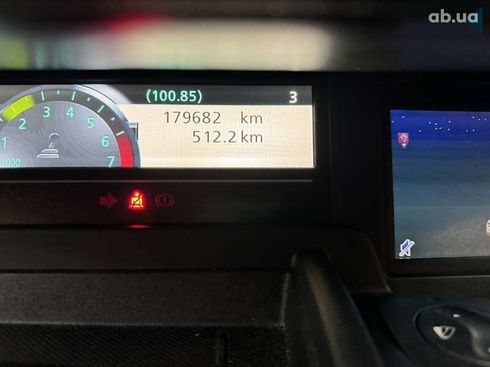 ab.ua
(100.85) 3
179682 km
512.2 km
1 2 3 4 5 6 7
1000